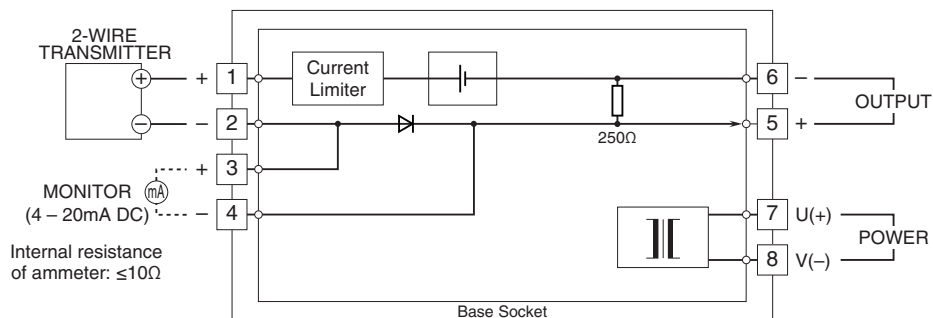 2-WIRE
TRANSMITTER
+
−
+ 1
− 2
+ 3
− 4
MONITOR mA
(4 – 20mA DC)
Internal resistance
of ammeter: ≤10Ω
Current
Limiter
250Ω
6 −
5 +
OUTPUT
7 U(+)
8 V(−)
POWER
Base Socket